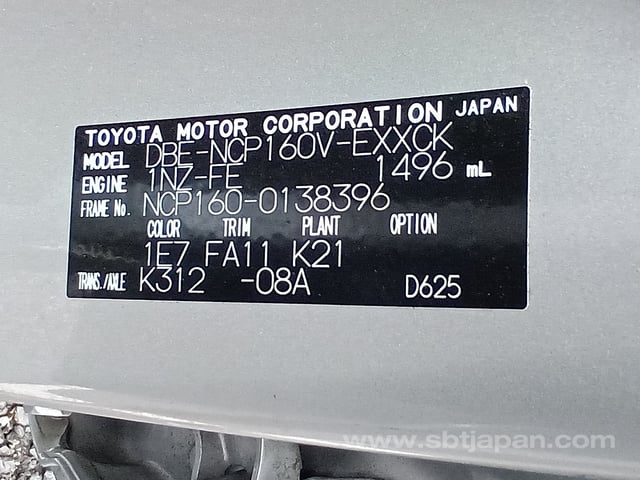 TOYOTA MOTOR CORPORATION JAPAN
MODEL DBE-NCP160V-EXXCK
ENGINE 1NZ-FE 1496 mL
FRAME No. NCP160-0138396
COLOR TRIM PLANT OPTION
1E7 FA11 K21
TRANS./AXLE K312 -08A D625
www.sbtjapan.com